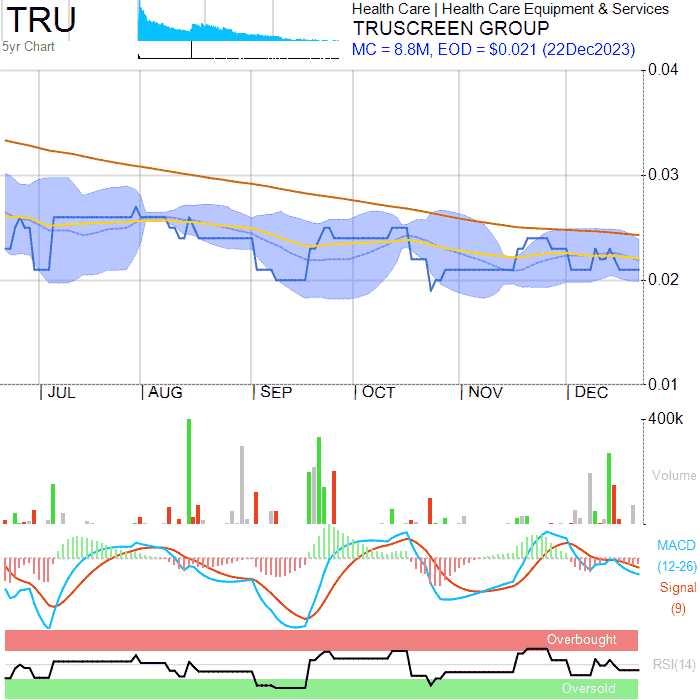 TRU
5yr Chart
Health Care | Health Care Equipment & Services
TRUSCREEN GROUP
MC = 8.8M, EOD = $0.021 (22Dec2023)
0.04
0.03
0.02
0.01
JUL
AUG
SEP
OCT
NOV
DEC
400k
Volume
MACD
(12-26)
Signal
(9)
Overbought
RSI(14)
Oversold